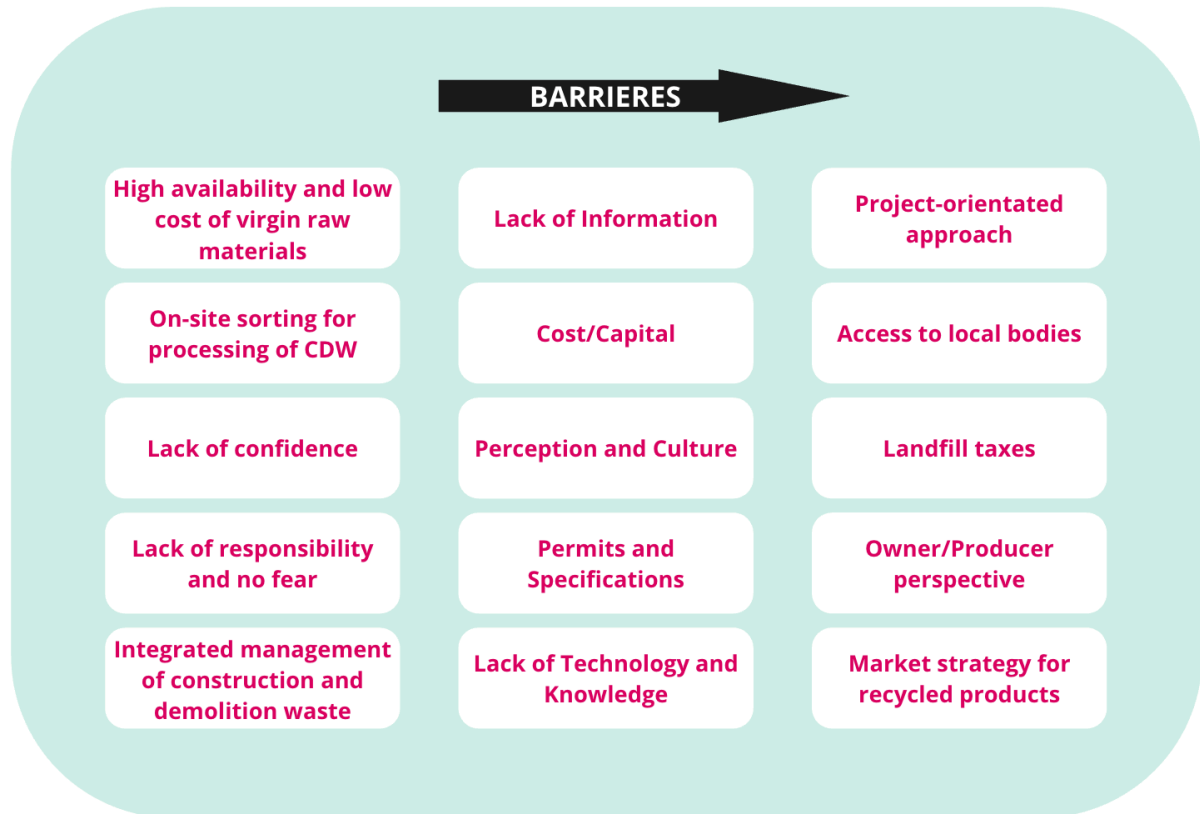 BARRIERES
High availability and low
cost of virgin raw
materials
Lack of Information
Project-orientated
approach
On-site sorting for
processing of CDW
Cost/Capital
Access to local bodies
Lack of confidence
Perception and Culture
Landfill taxes
Lack of responsibility
and no fear
Permits and
Specifications
Owner/Producer
perspective
Integrated management
of construction and
demolition waste
Lack of Technology and
Knowledge
Market strategy for
recycled products